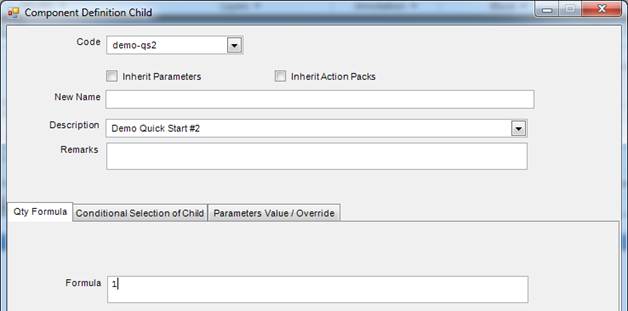 Component Definition Child
Code demo-qs2
Inherit Parameters Inherit Action Packs
New Name
Description Demo Quick Start #2
Remarks
Qty Formula Conditional Selection of Child Parameters Value / Override
Formula 1